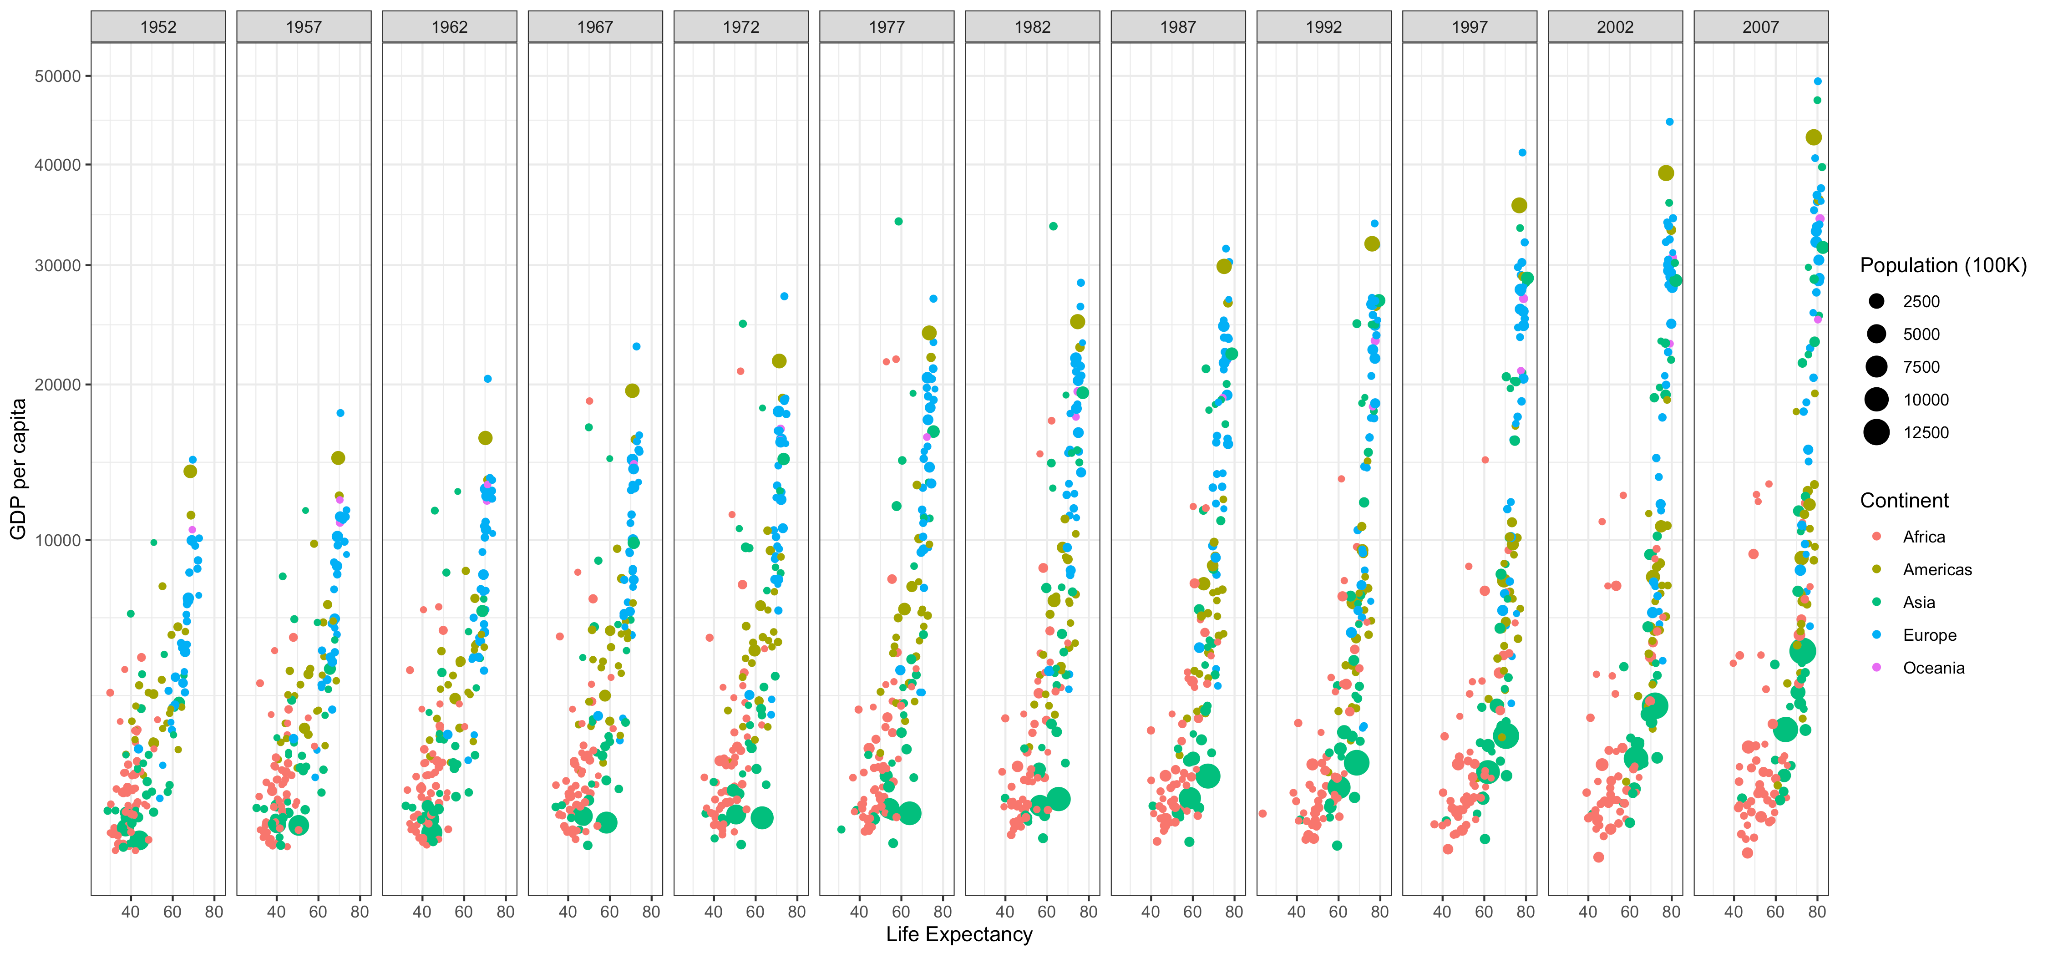 1952 1957 1962 1967 1972 1977 1982 1987 1992 1997 2002 2007
50000
40000
30000
20000
10000
GDP per capita
40 60 80 40 60 80 40 60 80 40 60 80 40 60 80 40 60 80 40 60 80 40 60 80 40 60 80 40 60 80 40 60 80 40 60 80
Life Expectancy
Population (100K)
2500
5000
7500
10000
12500
Continent
Africa
Americas
Asia
Europe
Oceania